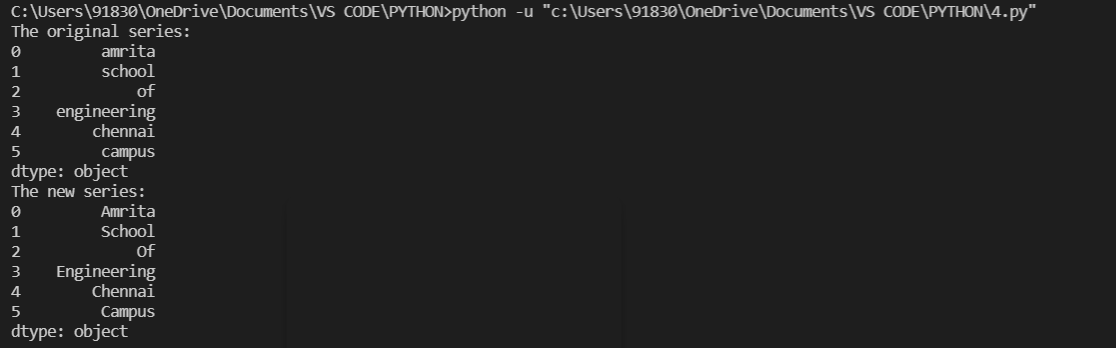 C:\Users\91830\OneDrive\Documents\VS CODE\PYTHON>python -u "c:\Users\91830\OneDrive\Documents\VS CODE\PYTHON\4.py"
The original series:
0         amrita
1         school
2             of
3    engineering
4        chennai
5         campus
dtype: object
The new series:
0         Amrita
1         School
2             Of
3    Engineering
4        Chennai
5         Campus
dtype: object